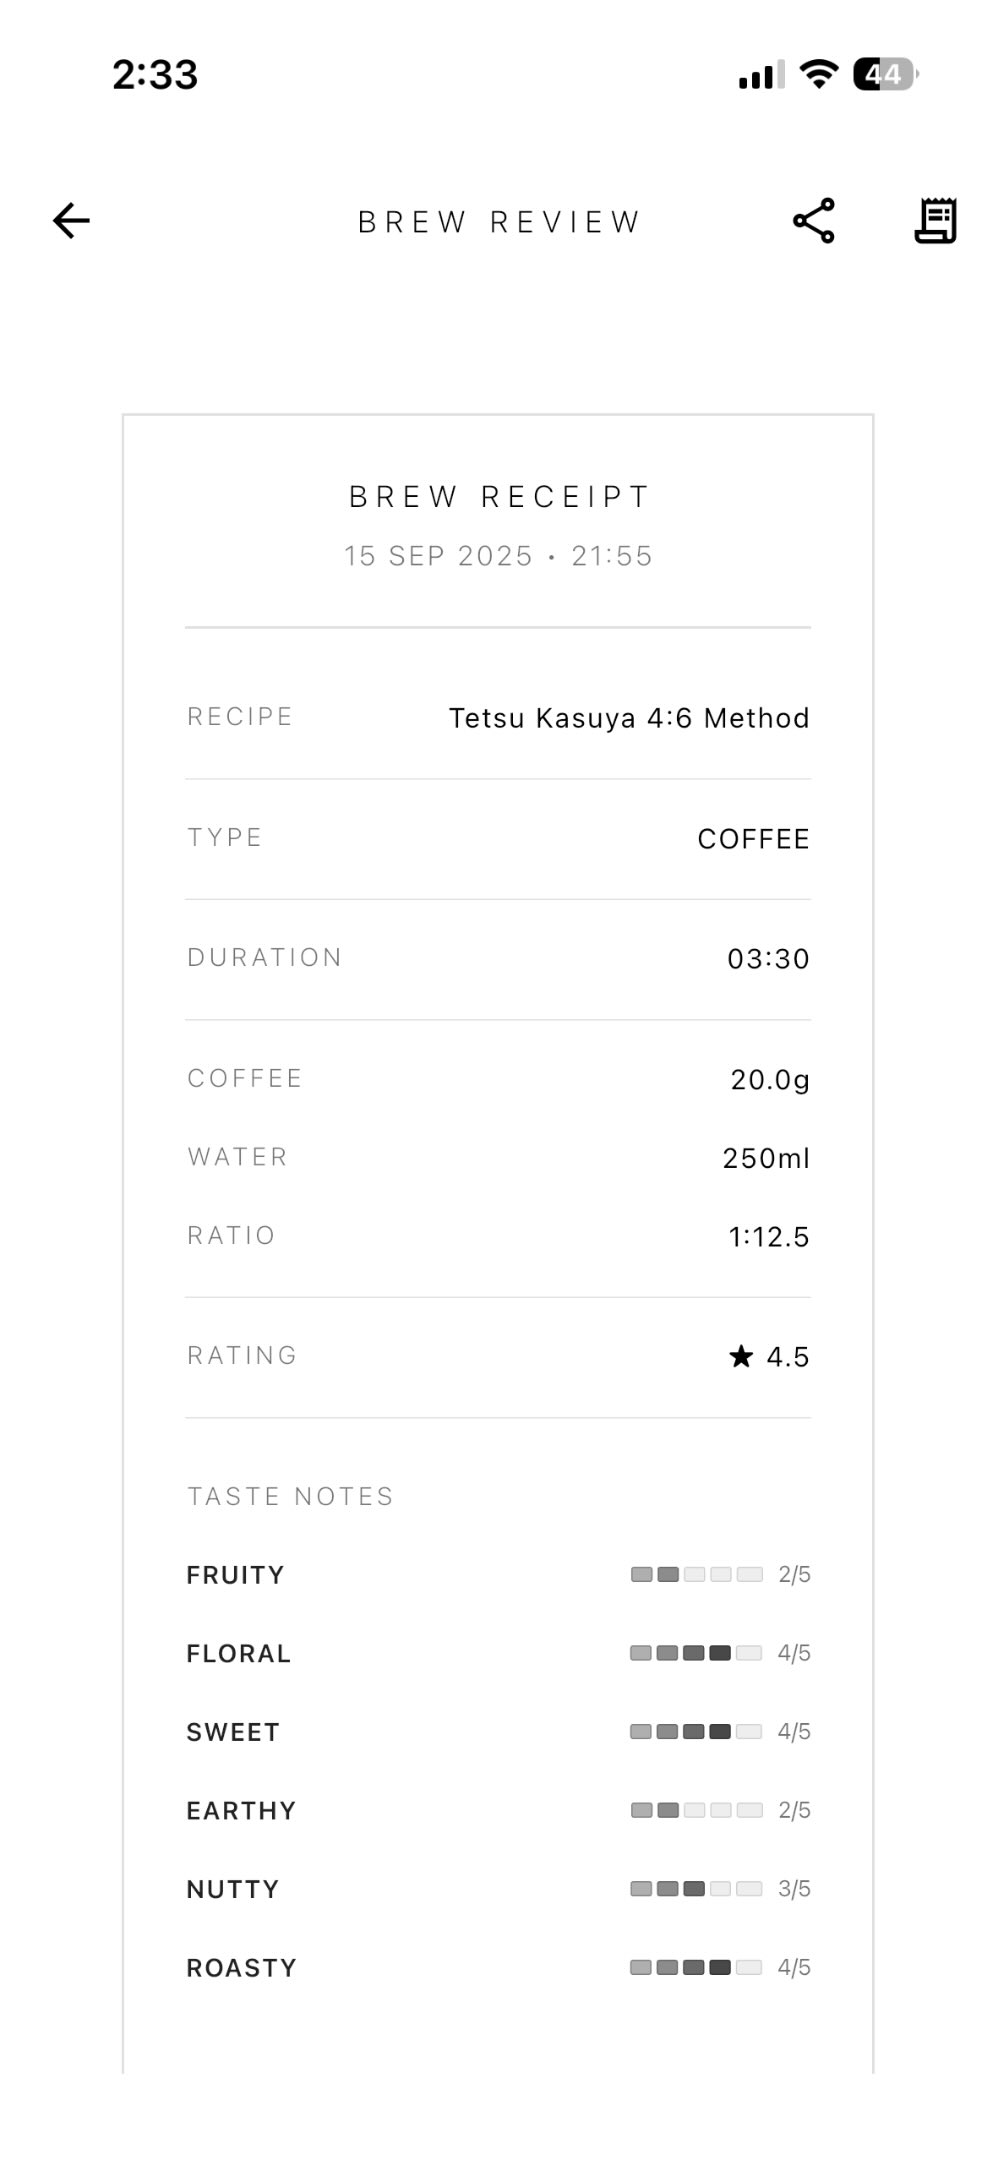 2:33
44
BREW REVIEW
BREW RECEIPT
15 SEP 2025 • 21:55
RECIPE Tetsu Kasuya 4:6 Method
TYPE COFFEE
DURATION 03:30
COFFEE 20.0g
WATER 250ml
RATIO 1:12.5
RATING ★ 4.5
TASTE NOTES
FRUITY 2/5
FLORAL 4/5
SWEET 4/5
EARTHY 2/5
NUTTY 3/5
ROASTY 4/5